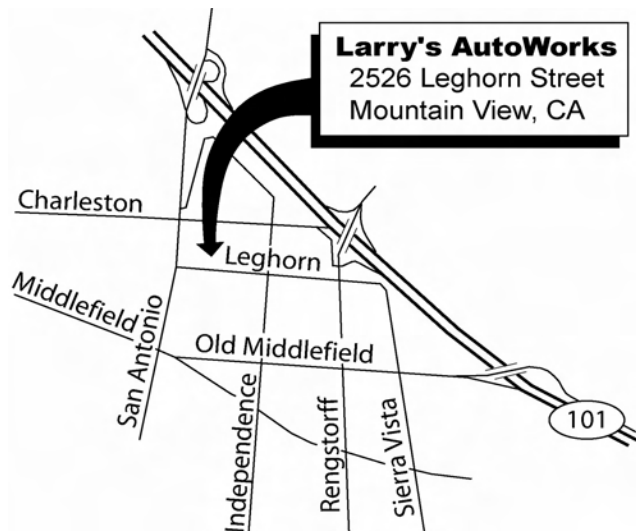 Larry's AutoWorks
2526 Leghorn Street
Mountain View, CA
Charleston
Leghorn
Middlefield
Old Middlefield
San Antonio
Independence
Rengstorff
Sierra Vista
101